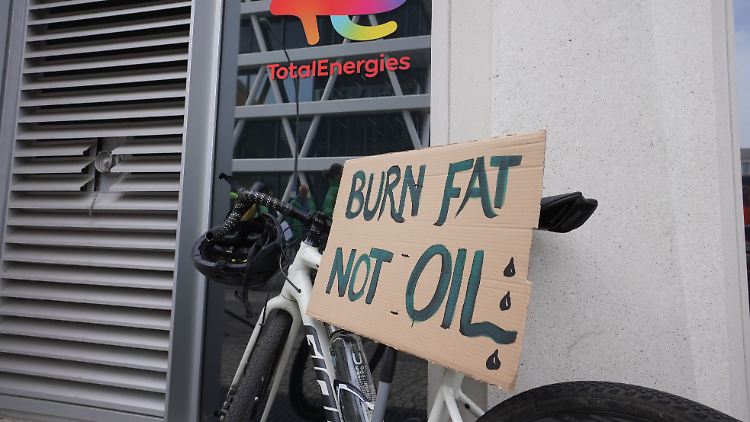 TotalEnergies
BURN FAT
NOT OIL